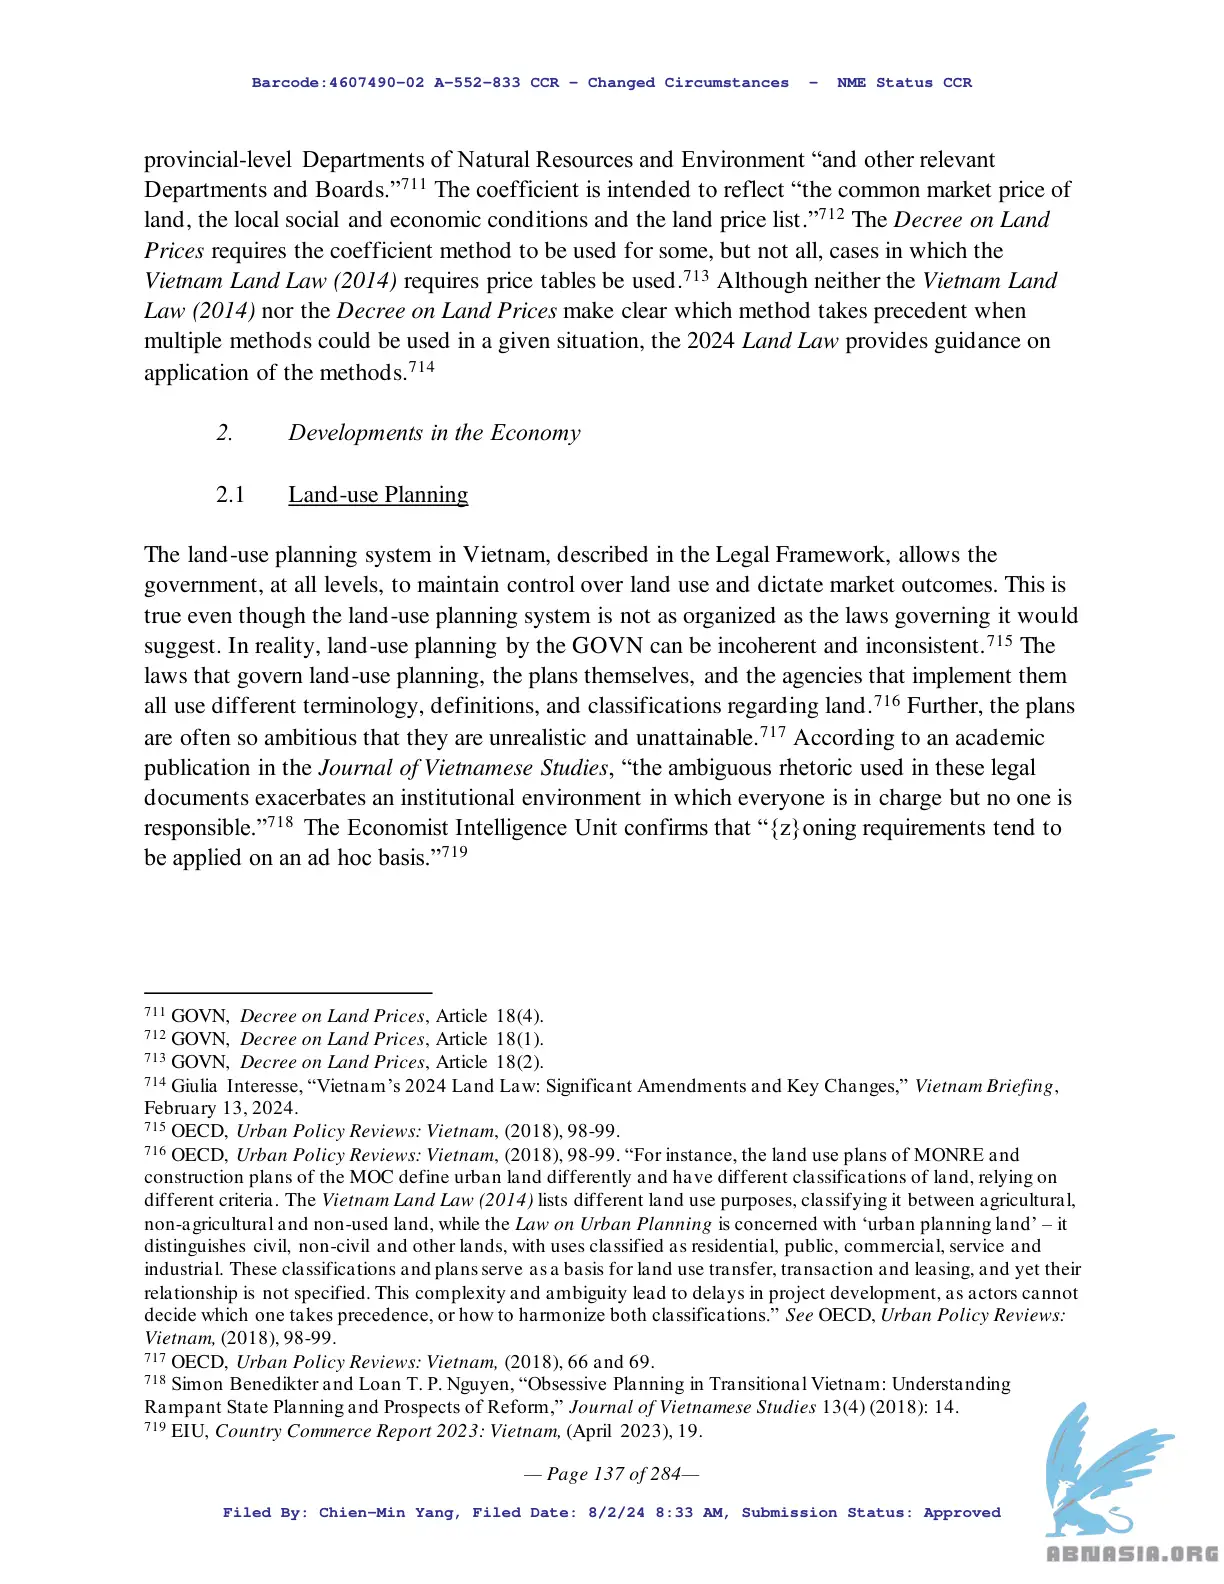 Barcode:4607490-02 A-552-833 CCR - Changed Circumstances - NME Status CCR
provincial-level Departments of Natural Resources and Environment “and other relevant
Departments and Boards.”711 The coefficient is intended to reflect “the common market price of
land, the local social and economic conditions and the land price list.”712 The Decree on Land
Prices requires the coefficient method to be used for some, but not all, cases in which the
Vietnam Land Law (2014) requires price tables be used.713 Although neither the Vietnam Land
Law (2014) nor the Decree on Land Prices make clear which method takes precedent when
multiple methods could be used in a given situation, the 2024 Land Law provides guidance on
application of the methods.714
2. Developments in the Economy
2.1 Land-use Planning
The land-use planning system in Vietnam, described in the Legal Framework, allows the
government, at all levels, to maintain control over land use and dictate market outcomes. This is
true even though the land-use planning system is not as organized as the laws governing it would
suggest. In reality, land-use planning by the GOVN can be incoherent and inconsistent.715 The
laws that govern land-use planning, the plans themselves, and the agencies that implement them
all use different terminology, definitions, and classifications regarding land.716 Further, the plans
are often so ambitious that they are unrealistic and unattainable.717 According to an academic
publication in the Journal of Vietnamese Studies, “the ambiguous rhetoric used in these legal
documents exacerbates an institutional environment in which everyone is in charge but no one is
responsible.”718 The Economist Intelligence Unit confirms that “{z}oning requirements tend to
be applied on an ad hoc basis.”719
711 GOVN, Decree on Land Prices, Article 18(4).
712 GOVN, Decree on Land Prices, Article 18(1).
713 GOVN, Decree on Land Prices, Article 18(2).
714 Giulia Interesse, “Vietnam’s 2024 Land Law: Significant Amendments and Key Changes,” Vietnam Briefing,
February 13, 2024.
715 OECD, Urban Policy Reviews: Vietnam, (2018), 98-99.
716 OECD, Urban Policy Reviews: Vietnam, (2018), 98-99. “For instance, the land use plans of MONRE and
construction plans of the MOC define urban land differently and have different classifications of land, relying on
different criteria. The Vietnam Land Law (2014) lists different land use purposes, classifying it between agricultural,
non-agricultural and non-used land, while the Law on Urban Planning is concerned with ‘urban planning land’ – it
distinguishes civil, non-civil and other lands, with uses classified as residential, public, commercial, service and
industrial. These classifications and plans serve as a basis for land use transfer, transaction and leasing, and yet their
relationship is not specified. This complexity and ambiguity lead to delays in project development, as actors cannot
decide which one takes precedence, or how to harmonize both classifications.” See OECD, Urban Policy Reviews:
Vietnam, (2018), 98-99.
717 OECD, Urban Policy Reviews: Vietnam, (2018), 66 and 69.
718 Simon Benedikter and Loan T. P. Nguyen, “Obsessive Planning in Transitional Vietnam: Understanding
Rampant State Planning and Prospects of Reform,” Journal of Vietnamese Studies 13(4) (2018): 14.
719 EIU, Country Commerce Report 2023: Vietnam, (April 2023), 19.
— Page 137 of 284—
Filed By: Chien-Min Yang, Filed Date: 8/2/24 8:33 AM, Submission Status: Approved
ABNASIA.ORG